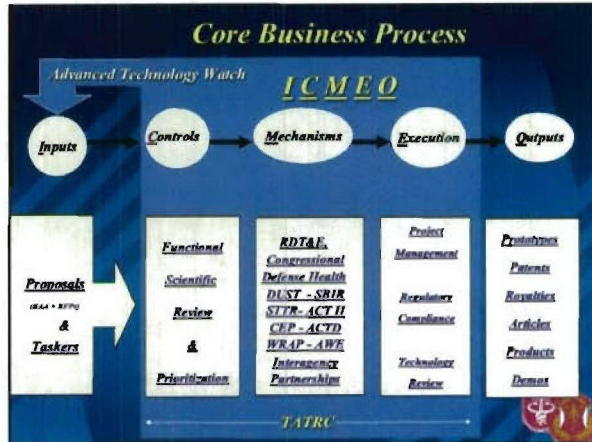 Core Business Process
Advanced Technology Watch
I C M E O
Inputs
Controls
Mechanisms
Execution
Outputs
Proposals
(BAA + RFPs)
&
Taskers
Functional
Scientific
Review
&
Prioritization
RDT&E,
Congressional
Defense Health
DUST - SBIR
STTR- ACT II
CEP - ACTD
WRAP - AWE
Interagency
Partnerships
Project
Management
Regulatory
Compliance
Technology
Review
Prototypes
Patents
Royalties
Articles
Products
Demos
TATRC